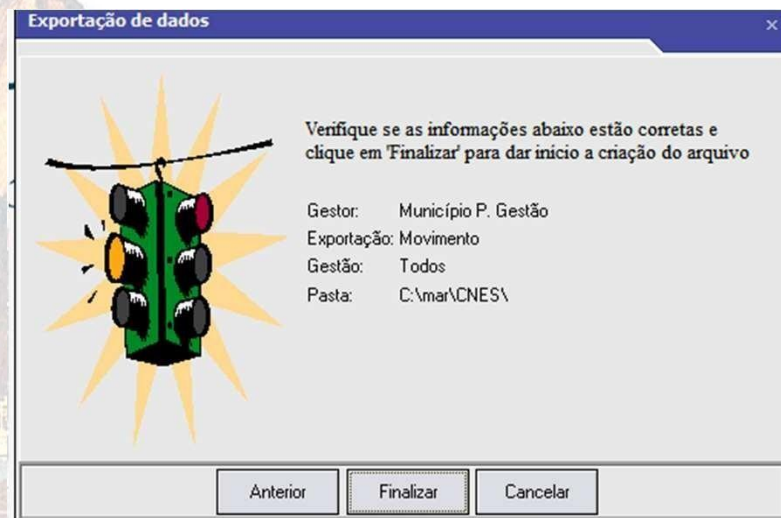 Exportação de dados
Verifique se as informações abaixo estão corretas e
clique em 'Finalizar' para dar inicio a criação do arquivo
Gestor: Município P. Gestão
Exportação: Movimento
Gestão: Todos
Pasta: C:\mar\CNES\
Anterior Finalizar Cancelar